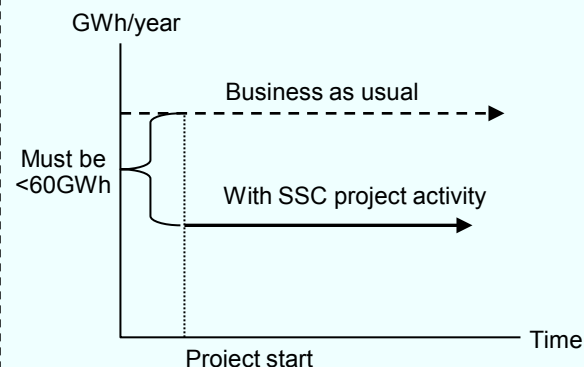 GWh/year
Business as usual
Must be
<60GWh
With SSC project activity
Time
Project start